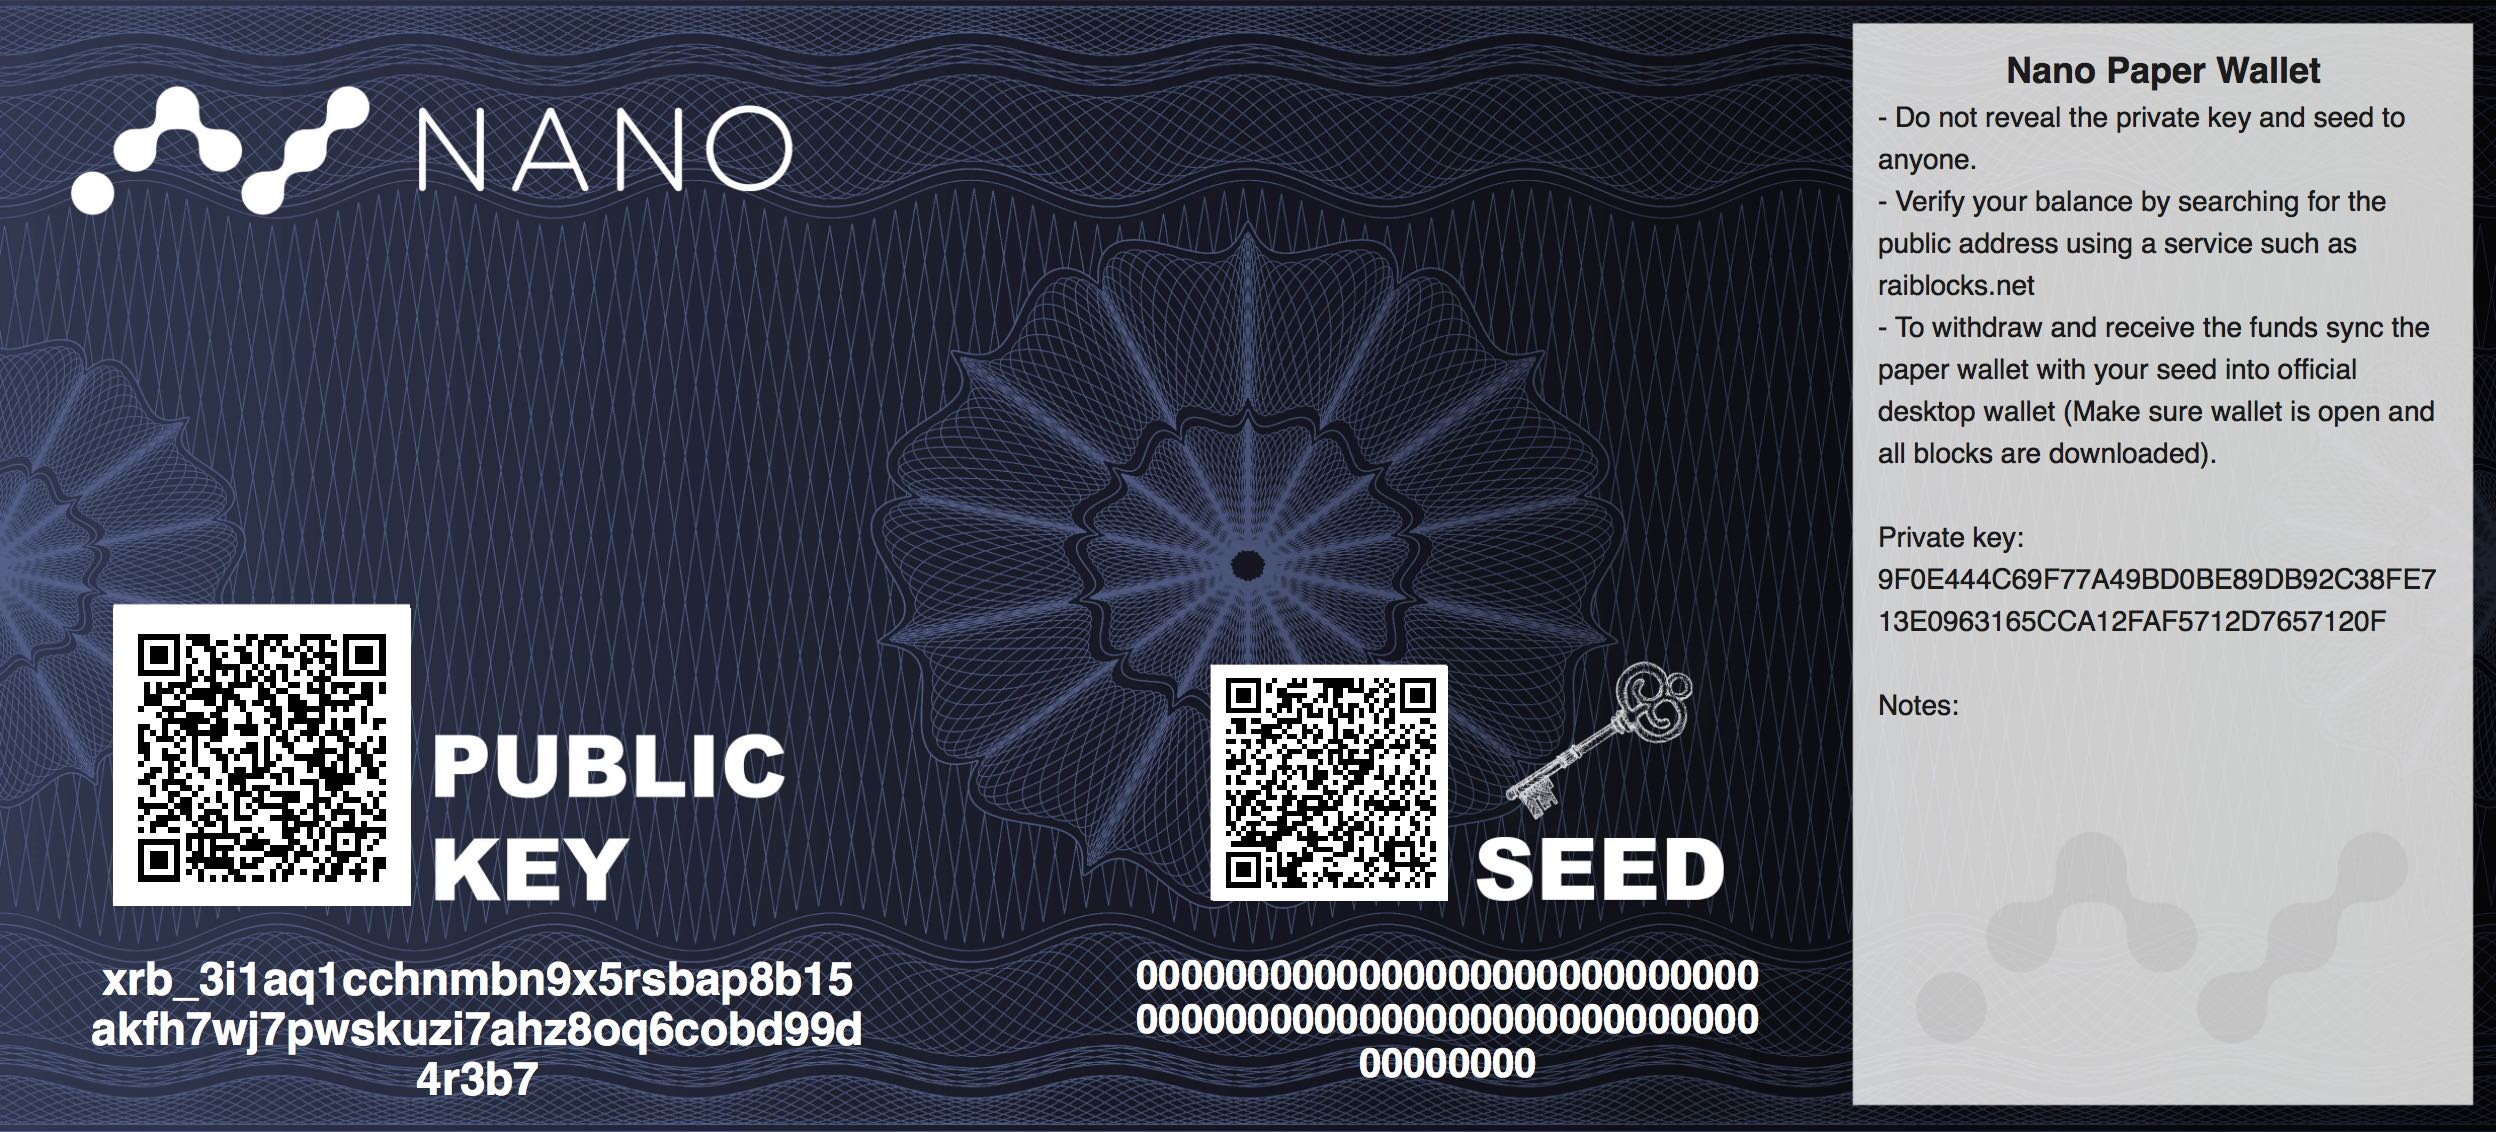 NANO
PUBLIC
KEY
xrb_3i1aq1cchnmbn9x5rsbap8b15
akfh7wj7pwskuzi7ahz8oq6cobd99d
4r3b7
SEED
0000000000000000000000000000
0000000000000000000000000000
00000000
Nano Paper Wallet
- Do not reveal the private key and seed to
anyone.
- Verify your balance by searching for the
public address using a service such as
raiblocks.net
- To withdraw and receive the funds sync the
paper wallet with your seed into official
desktop wallet (Make sure wallet is open and
all blocks are downloaded).
Private key:
9F0E444C69F77A49BD0BE89DB92C38FE7
13E0963165CCA12FAF5712D7657120F
Notes: